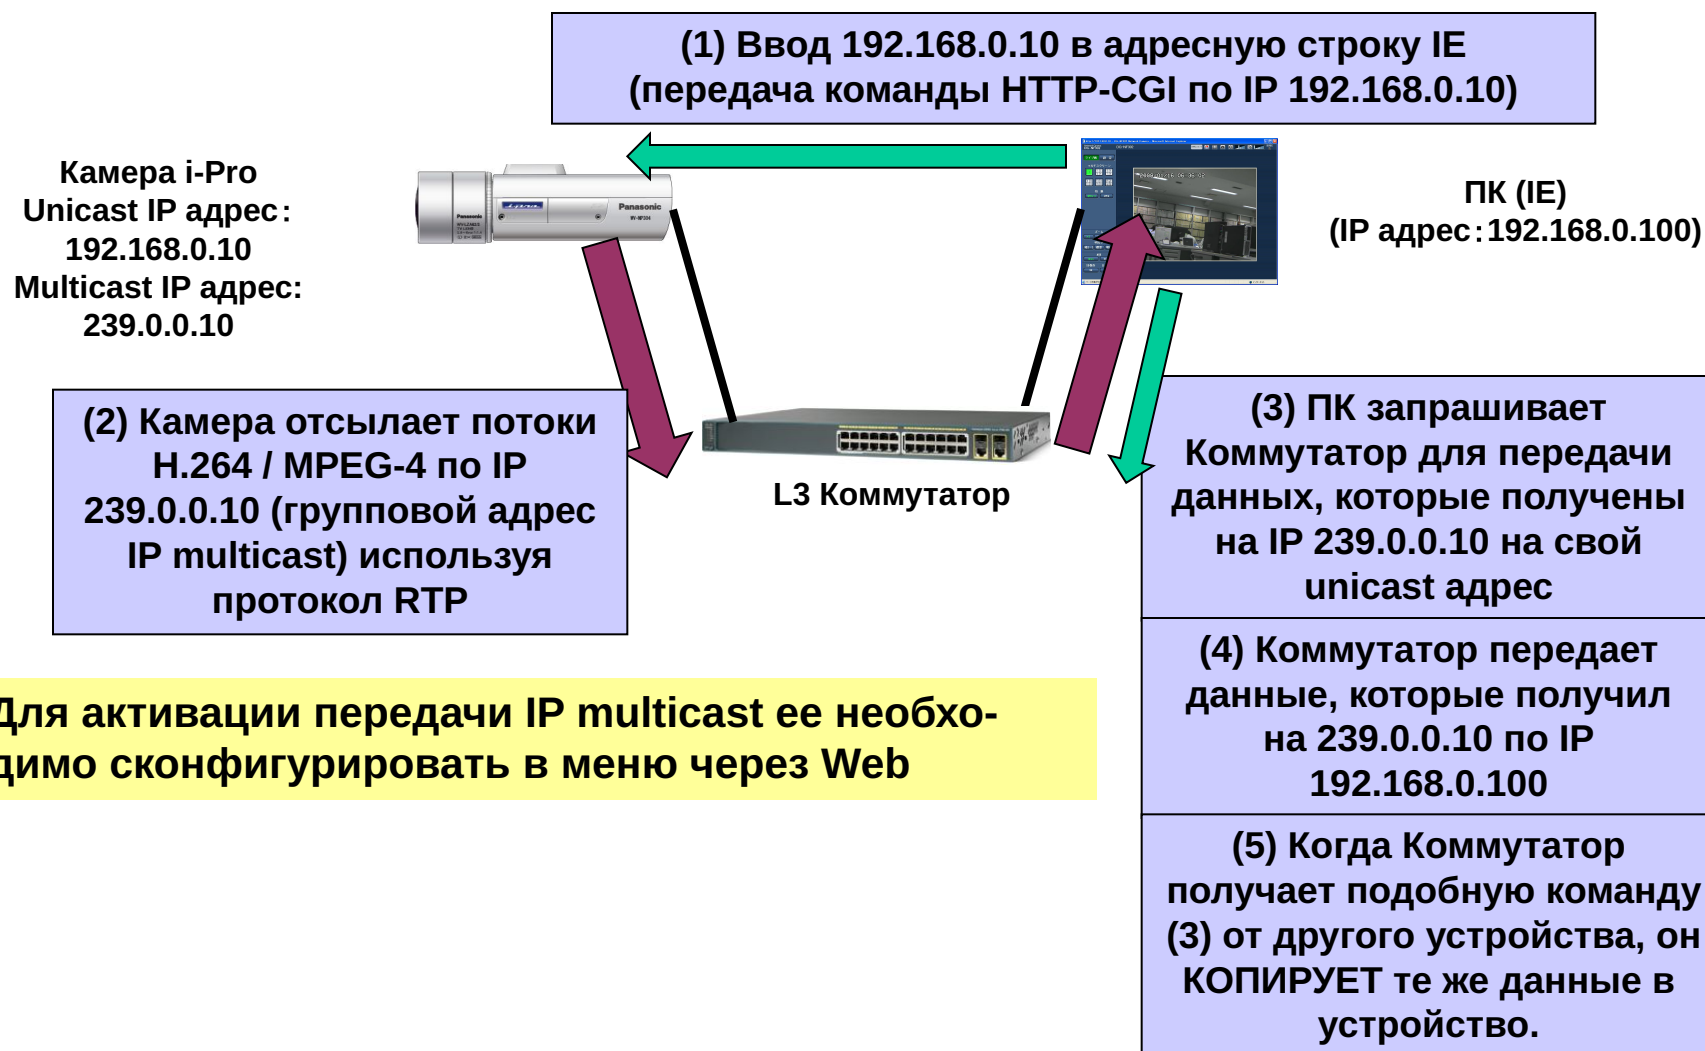 (1) Ввод 192.168.0.10 в адресную строку IE
(передача команды HTTP-CGI по IP 192.168.0.10)
Камера i-Pro
Unicast IP адрес:
192.168.0.10
Multicast IP адрес:
239.0.0.10
Panasonic
Panasonic
WV-NP304
ПК (IE)
(IP адрес:192.168.0.100)
(2) Камера отсылает потоки
H.264 / MPEG-4 по IP
239.0.0.10 (групповой адрес
IP multicast) используя
протокол RTP
L3 Коммутатор
(3) ПК запрашивает
Коммутатор для передачи
данных, которые получены
на IP 239.0.0.10 на свой
unicast адрес
(4) Коммутатор передает
данные, которые получил
на 239.0.0.10 по IP
192.168.0.100
(5) Когда Коммутатор
получает подобную команду
(3) от другого устройства, он
КОПИРУЕТ те же данные в
устройство.
Для активации передачи IP multicast ее необхо-
димо сконфигурировать в меню через Web